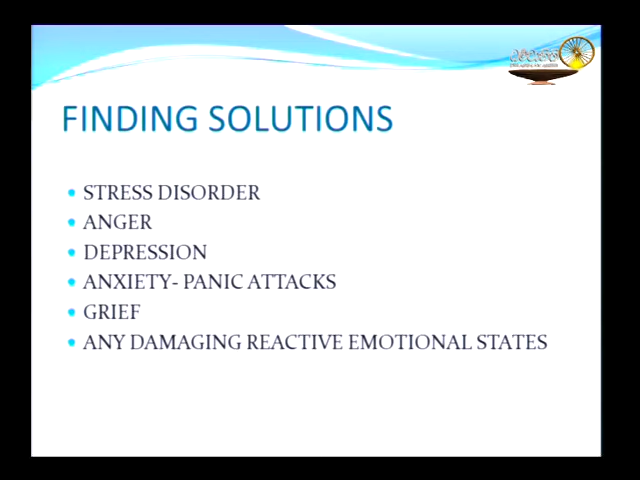 FINDING SOLUTIONS
STRESS DISORDER
ANGER
DEPRESSION
ANXIETY- PANIC ATTACKS
GRIEF
ANY DAMAGING REACTIVE EMOTIONAL STATES